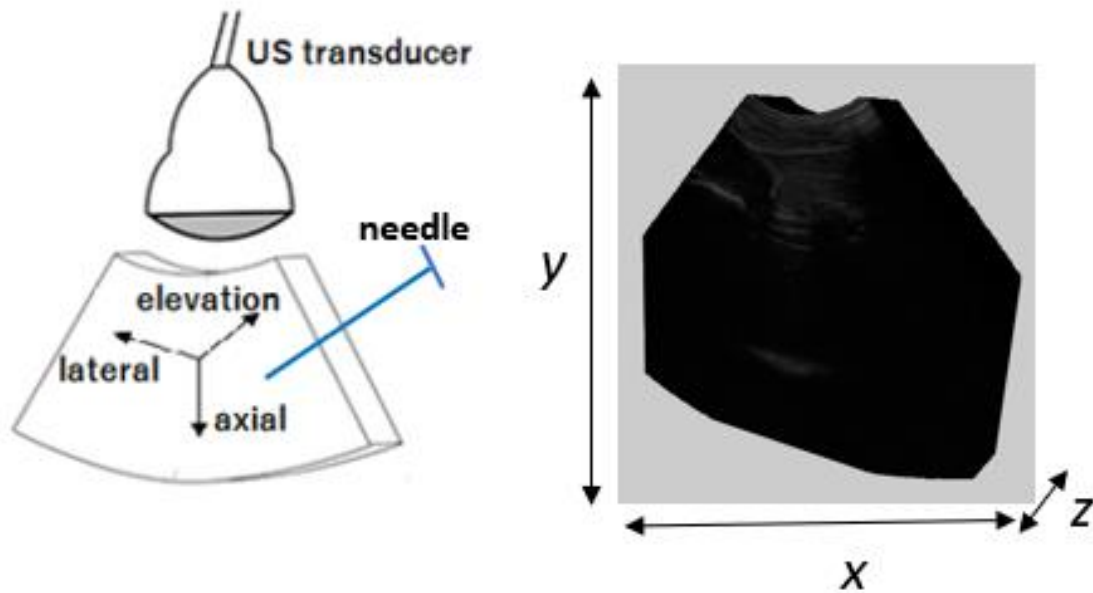 US transducer
needle
elevation
lateral
axial
y
z
x